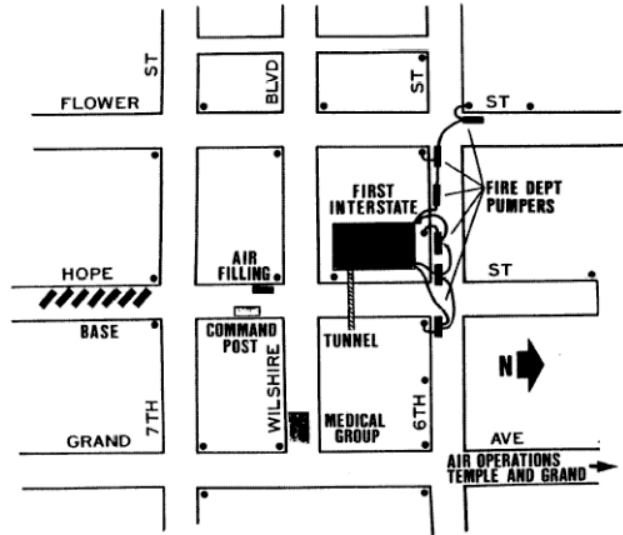 ST
BLVD
ST
FLOWER
ST
FIRST
INTERSTATE
FIRE DEPT
PUMPERS
AIR
FILLING
HOPE
ST
BASE
COMMAND
POST
TUNNEL
N
7TH
WILSHIRE
6TH
MEDICAL
GROUP
GRAND
AVE
AIR OPERATIONS
TEMPLE AND GRAND